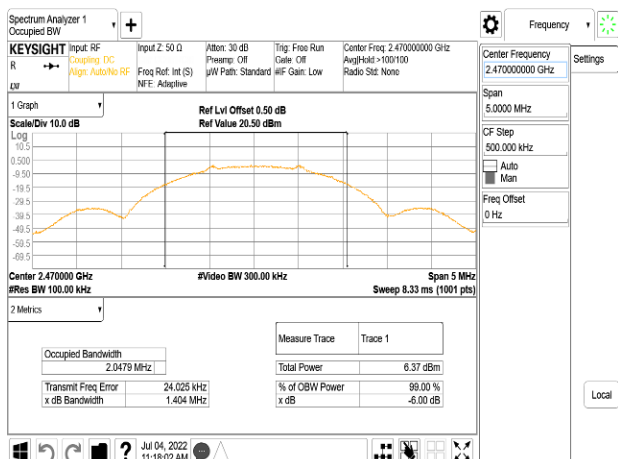 Spectrum Analyzer 1
Occupied BW
+
Frequency
KEYSIGHT
R
LXI
Input: RF
Coupling: DC
Align: Auto/No RF
Input Z: 50 Ω
Freq Ref: Int (S)
NFE: Adaptive
Atten: 30 dB
Preamp: Off
µW Path: Standard
Trig: Free Run
Gate: Off
#IF Gain: Low
Center Freq: 2.470000000 GHz
Avg|Hold >100/100
Radio Std: None
Center Frequency
2.470000000 GHz
Settings
Span
5.0000 MHz
CF Step
500.000 kHz
Auto
Man
Freq Offset
0 Hz
Local
1 Graph
Scale/Div 10.0 dB
Ref Lvl Offset 0.50 dB
Ref Value 20.50 dBm
Log
10.5
0.500
-9.50
-19.5
-29.5
-39.5
-49.5
-59.5
-69.5
Center 2.470000 GHz
#Video BW 300.00 kHz
Span 5 MHz
#Res BW 100.00 kHz
Sweep 8.33 ms (1001 pts)
2 Metrics
Measure Trace
Trace 1
Occupied Bandwidth
2.0479 MHz
Total Power
6.37 dBm
Transmit Freq Error
24.025 kHz
% of OBW Power
99.00 %
x dB Bandwidth
1.404 MHz
x dB
-6.00 dB
?
Jul 04, 2022
11:18:02 AM